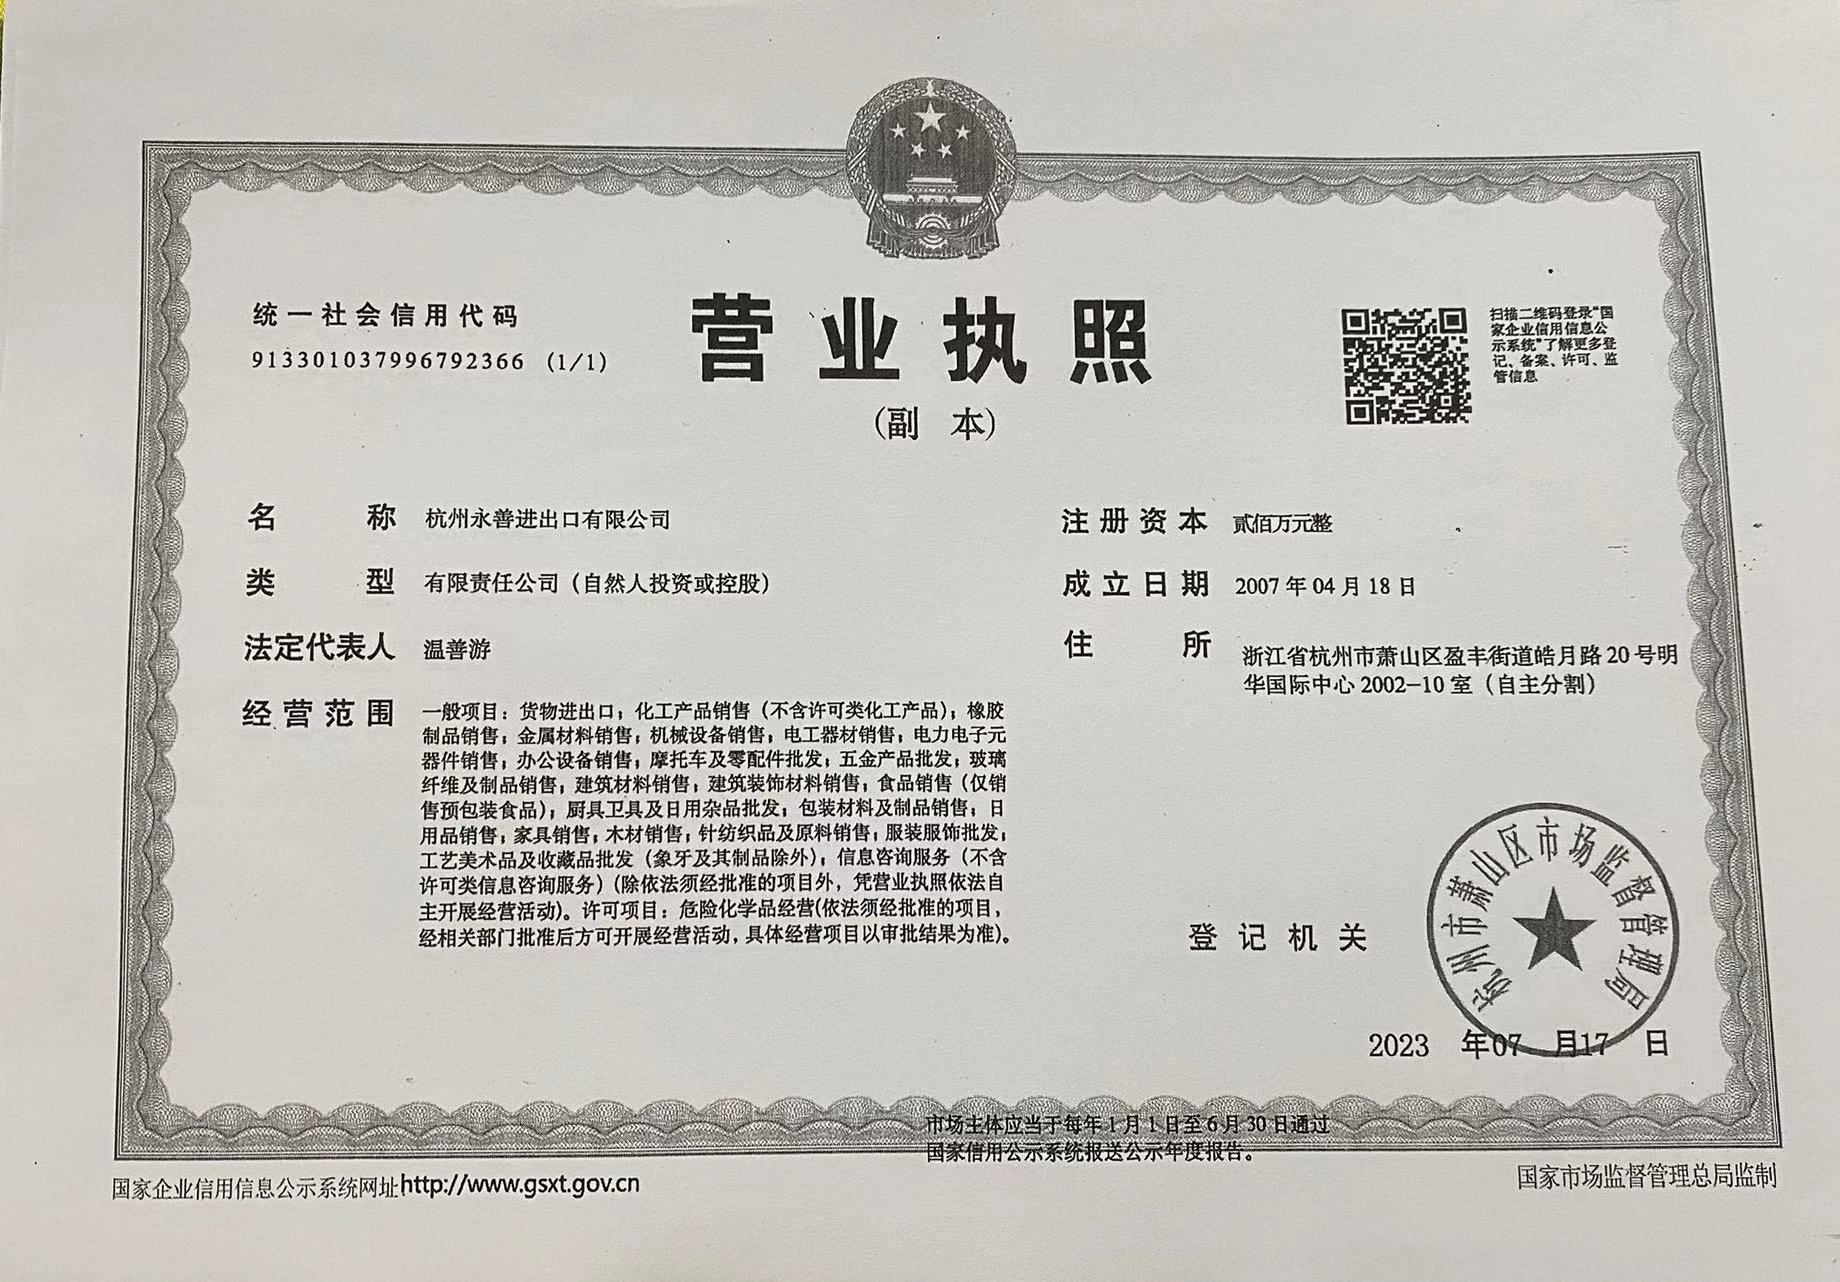 统一社会信用代码
913301037996792366 (1/1)
营业执照
(副 本)
扫描二维码登录“国
家企业信用信息公
示系统”了解更多登
记、备案、许可、监
管信息
名 称 杭州永善进出口有限公司
类 型 有限责任公司（自然人投资或控股）
法定代表人 温善游
经营范围 一般项目：货物进出口；化工产品销售（不含许可类化工产品）；橡胶
制品销售；金属材料销售；机械设备销售；电工器材销售；电力电子元
器件销售；办公设备销售；摩托车及零配件批发；五金产品批发；玻璃
纤维及制品销售；建筑材料销售；建筑装饰材料销售；食品销售（仅销
售预包装食品）；厨具卫具及日用杂品批发；包装材料及制品销售；日
用品销售；家具销售；木材销售；针纺织品及原料销售；服装服饰批发；
工艺美术品及收藏品批发（象牙及其制品除外）；信息咨询服务（不含
许可类信息咨询服务）(除依法须经批准的项目外，凭营业执照依法自
主开展经营活动)。许可项目：危险化学品经营(依法须经批准的项目，
经相关部门批准后方可开展经营活动，具体经营项目以审批结果为准)。
注册资本 贰佰万元整
成立日期 2007 年 04 月 18 日
住 所 浙江省杭州市萧山区盈丰街道皓月路 20 号明
华国际中心 2002-10 室（自主分割）
登记机关
杭州市萧山区市场监督管理局
2023 年07 月17 日
市场主体应当于每年 1 月 1 日至 6 月 30 日通过
国家信用公示系统报送公示年度报告。
国家企业信用信息公示系统网址http://www.gsxt.gov.cn
国家市场监督管理总局监制